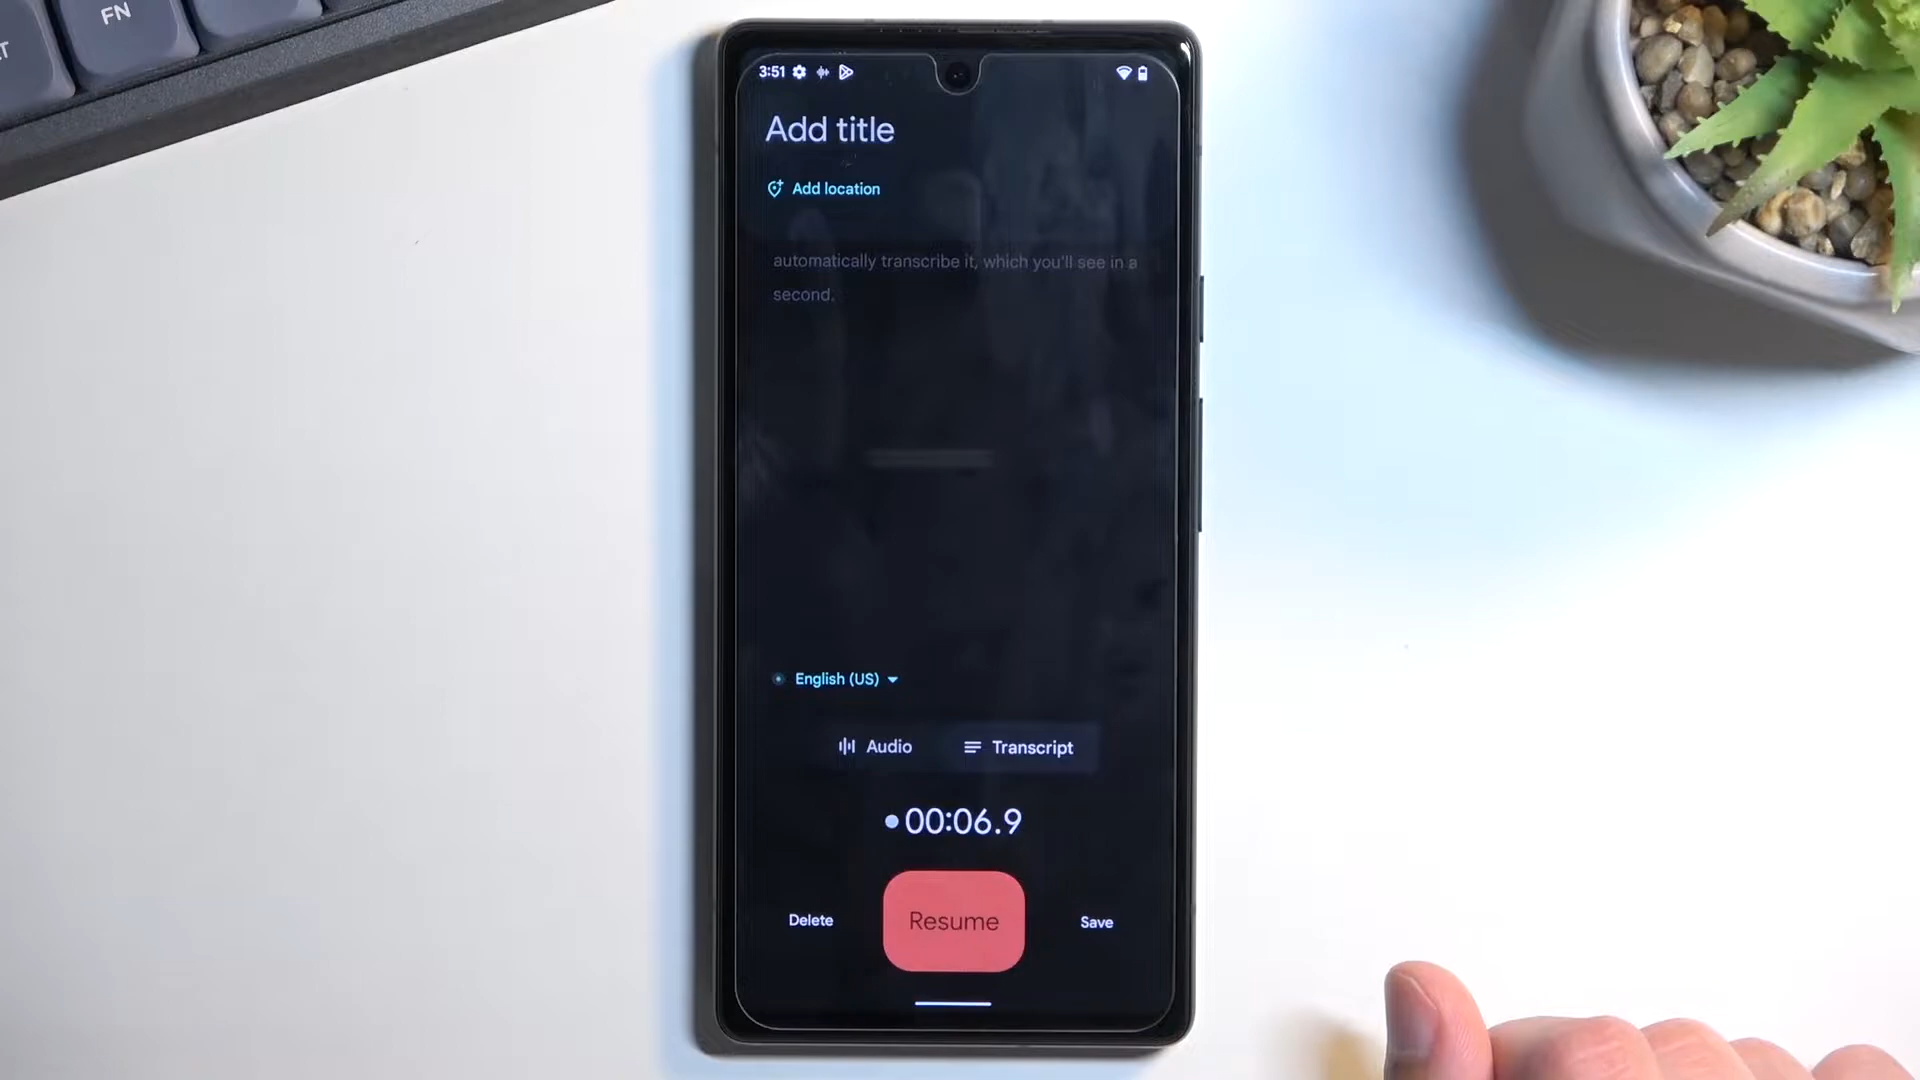 FN
3:51
Add title
Add location
automatically transcribe it, which you'll see in a
second.
English (US)
Audio
Transcript
00:06.9
Delete
Resume
Save